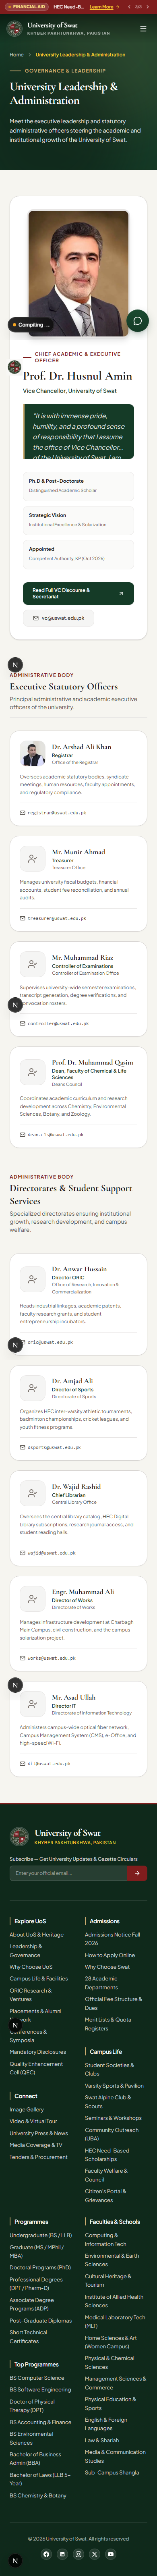 FINANCIAL AID
HEC Need-B...
Learn More
3/3
University of Swat
KHYBER PAKHTUNKHWA, PAKISTAN
Home
University Leadership & Administration
GOVERNANCE & LEADERSHIP
University Leadership &
Administration
Meet the executive leadership and statutory
administrative officers steering the academic and
institutional growth of the University of Swat.
Compiling ...
CHIEF ACADEMIC & EXECUTIVE
OFFICER
Prof. Dr. Husnul Amin
Vice Chancellor, University of Swat
"It is with immense pride,
humility, and a profound sense
of responsibility that I assume
the office of Vice Chancellor...
of the University of Swat. I am
Ph.D & Post-Doctorate
Distinguished Academic Scholar
Strategic Vision
Institutional Excellence & Solarization
Appointed
Competent Authority, KP (Oct 2026)
Read Full VC Discourse &
Secretariat
vc@uswat.edu.pk
ADMINISTRATIVE BODY
Executive Statutory Officers
Principal administrative and academic executive
officers of the university.
Dr. Arshad Ali Khan
Registrar
Office of the Registrar
Oversees academic statutory bodies, syndicate
meetings, human resources, faculty appointments,
and regulatory compliance.
registrar@uswat.edu.pk
Mr. Munir Ahmad
Treasurer
Treasurer Office
Manages university fiscal budgets, financial
accounts, student fee reconciliation, and annual
audits.
treasurer@uswat.edu.pk
Mr. Muhammad Riaz
Controller of Examinations
Controller of Examination Office
Supervises university-wide semester examinations,
transcript generation, degree verifications, and
convocation rosters.
controller@uswat.edu.pk
Prof. Dr. Muhammad Qasim
Dean, Faculty of Chemical & Life
Sciences
Deans Council
Coordinates academic curriculum and research
degree protection across Chemistry, Environmental
Sciences, Botany, and Zoology.
dean.cls@uswat.edu.pk
ADMINISTRATIVE BODY
Directorates & Student Support
Services
Specialized directorates ensuring institutional
growth, research development, and campus
welfare.
Dr. Anwar Hussain
Director ORIC
Office of Research, Innovation &
Commercialization
Heads industrial linkages, academic patents,
faculty research grants, and student
entrepreneurship incubators.
oric@uswat.edu.pk
Dr. Amjad Ali
Director of Sports
Directorate of Sports
Organizes HEC inter-varsity athletic tournaments,
badminton championships, cricket leagues, and
youth fitness programs.
dsports@uswat.edu.pk
Dr. Wajid Rashid
Chief Librarian
Central Library Office
Oversees the central library catalog, HEC Digital
Library subscriptions, research journal access, and
student reading halls.
wajid@uswat.edu.pk
Engr. Muhammad Ali
Director of Works
Directorate of Works
Manages infrastructure development at Charbagh
Main Campus, civil construction, and the campus
solarization project.
works@uswat.edu.pk
Mr. Asad Ullah
Director IT
Directorate of Information Technology
Administers campus-wide optical fiber network,
Campus Management System (CMS), e-Office, and
high-speed Wi-Fi.
dit@uswat.edu.pk
University of Swat
KHYBER PAKHTUNKHWA, PAKISTAN
Subscribe — Get University Updates & Gazette Circulars
Enter your official email...
Explore UoS
About UoS & Heritage
Leadership &
Governance
Why Choose UoS
Campus Life & Facilities
ORIC Research &
Ventures
Placements & Alumni
Conferences &
Symposia
Mandatory Disclosures
Quality Enhancement
Cell (QEC)
Connect
Image Gallery
Video & Virtual Tour
University Press & News
Media Coverage & TV
Tenders & Procurement
Admissions
Admissions Notice Fall
2026
How to Apply Online
Why Choose Swat
28 Academic
Departments
Official Fee Structure &
Dues
Merit Lists & Quota
Registers
Campus Life
Student Societies &
Clubs
Varsity Sports & Pavilion
Swat Alpine Club &
Scouts
Seminars & Workshops
Community Outreach
(UBA)
HEC Need-Based
Scholarships
Faculty Welfare &
Council
Citizen's Portal &
Grievances
Programmes
Undergraduate (BS / LLB)
Graduate (MS / MPhil /
MBA)
Doctoral Programs (PhD)
Professional Degrees
(DPT / Pharm-D)
Associate Degree
Programs (ADP)
Post-Graduate Diplomas
Short Technical
Certificates
Top Programmes
BS Computer Science
BS Software Engineering
Doctor of Physical
Therapy (DPT)
BS Accounting & Finance
BS Environmental
Sciences
Bachelor of Business
Admin (BBA)
Bachelor of Laws (LLB 5-
Year)
BS Chemistry & Botany
Faculties & Schools
Computing &
Information Tech
Environmental & Earth
Sciences
Cultural Heritage &
Tourism
Institute of Allied Health
Sciences
Medical Laboratory Tech
(MLT)
Home Sciences & Art
(Women Campus)
Physical & Chemical
Sciences
Management Sciences &
Commerce
Physical Education &
Sports
English & Foreign
Languages
Law & Shariah
Media & Communication
Studies
Sub-Campus Shangla
© 2026 University of Swat. All rights reserved